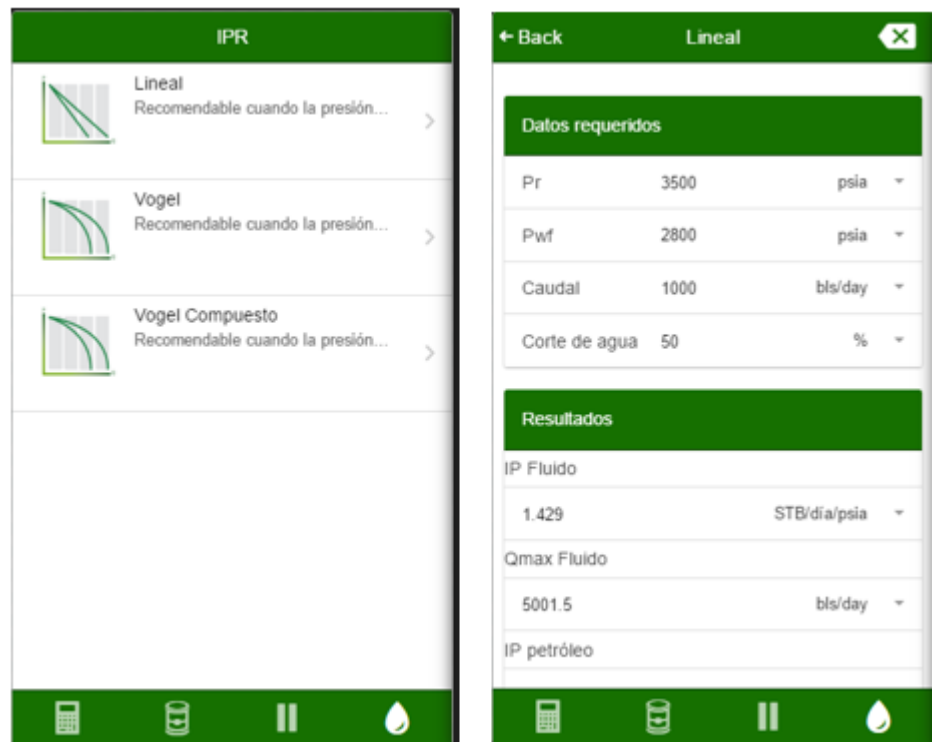 IPR
Lineal
Recomendable cuando la presión...
Vogel
Recomendable cuando la presión...
Vogel Compuesto
Recomendable cuando la presión...
← Back Lineal
Datos requeridos
Pr 3500 psia
Pwf 2800 psia
Caudal 1000 bls/day
Corte de agua 50 %
Resultados
IP Fluido
1.429 STB/día/psia
Qmax Fluido
5001.5 bls/day
IP petróleo